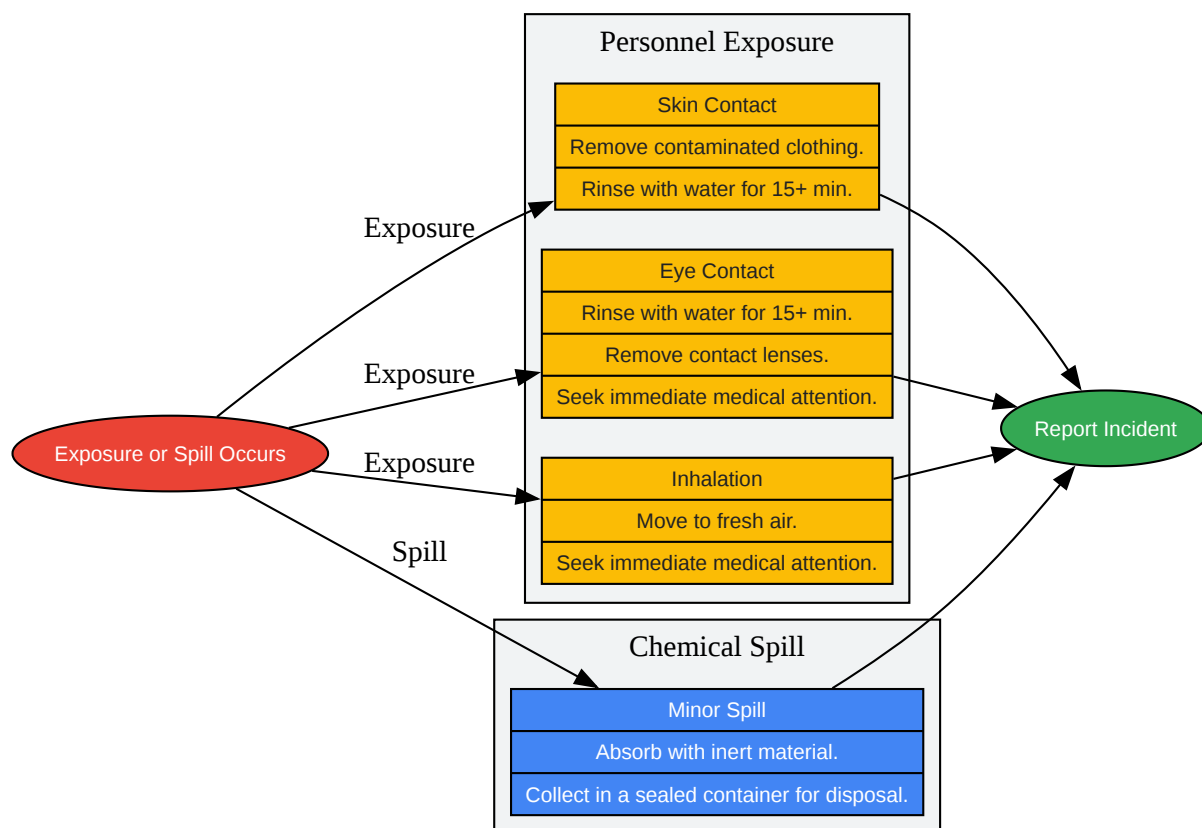 Personnel Exposure
Skin Contact
Remove contaminated clothing.
Rinse with water for 15+ min.
Exposure
Eye Contact
Rinse with water for 15+ min.
Remove contact lenses.
Exposure
Seek immediate medical attention.
Report Incident
Exposure or Spill Occurs
Exposure
Inhalation
Move to fresh air.
Seek immediate medical attention.
Spill
Chemical Spill
Minor Spill
Absorb with inert material.
Collect in a sealed container for disposal.